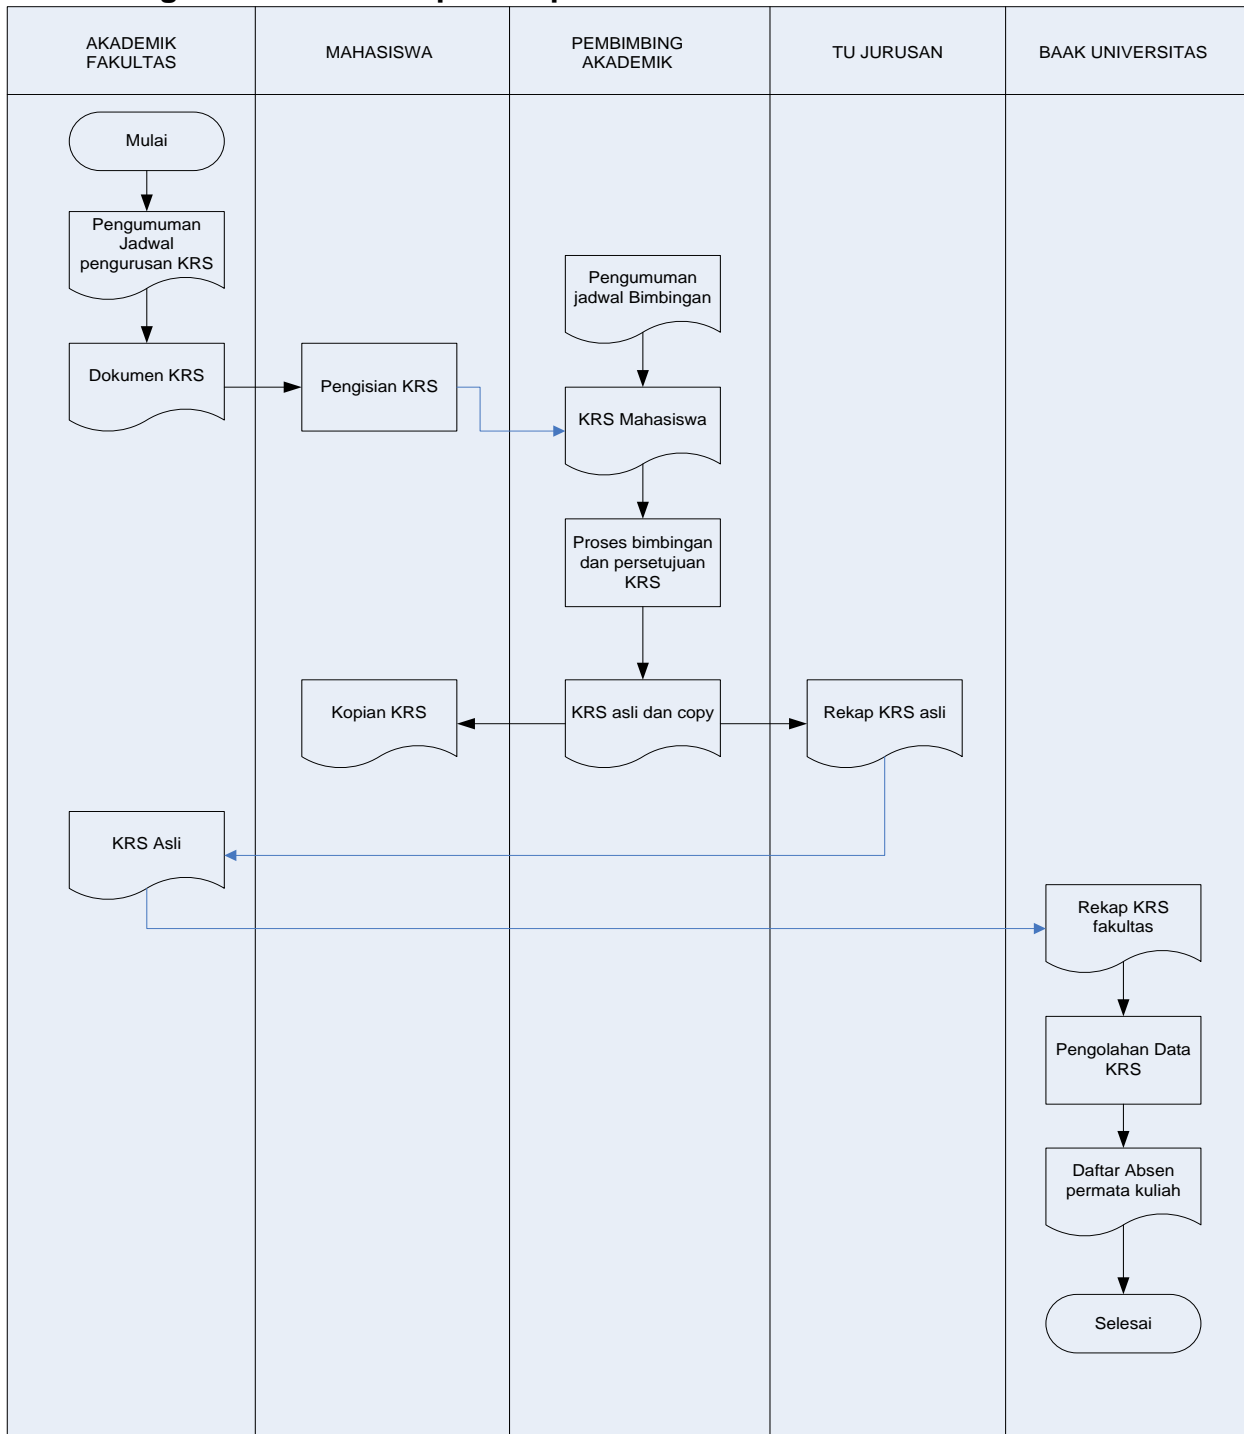 AKADEMIK
FAKULTAS
MAHASISWA
PEMBIMBING
AKADEMIK
TU JURUSAN
BAAK UNIVERSITAS
Mulai
Pengumuman
Jadwal
pengurusan KRS
Pengumuman
jadwal Bimbingan
Dokumen KRS
Pengisian KRS
KRS Mahasiswa
Proses bimbingan
dan persetujuan
KRS
Kopian KRS
KRS asli dan copy
Rekap KRS asli
KRS Asli
Rekap KRS
fakultas
Pengolahan Data
KRS
Daftar Absen
permata kuliah
Selesai